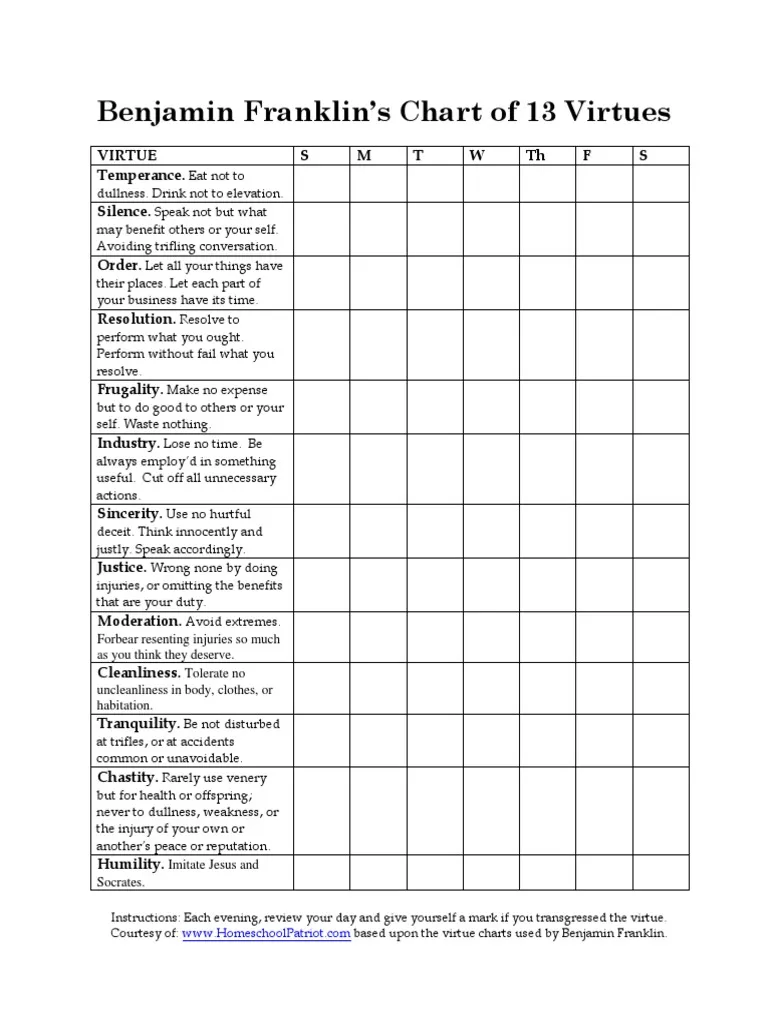 Benjamin Franklin's Chart of 13 Virtues
VIRTUE S M T W Th F S
Temperance. Eat not to
dullness. Drink not to elevation.
Silence. Speak not but what
may benefit others or your self.
Avoiding trifling conversation.
Order. Let all your things have
their places. Let each part of
your business have its time.
Resolution. Resolve to
perform what you ought.
Perform without fail what you
resolve.
Frugality. Make no expense
but to do good to others or your
self. Waste nothing.
Industry. Lose no time.  Be
always employ'd in something
useful.  Cut off all unnecessary
actions.
Sincerity. Use no hurtful
deceit. Think innocently and
justly. Speak accordingly.
Justice. Wrong none by doing
injuries, or omitting the benefits
that are your duty.
Moderation. Avoid extremes.
Forbear resenting injuries so much
as you think they deserve.
Cleanliness. Tolerate no
uncleanliness in body, clothes, or
habitation.
Tranquility. Be not disturbed
at trifles, or at accidents
common or unavoidable.
Chastity. Rarely use venery
but for health or offspring;
never to dullness, weakness, or
the injury of your own or
another's peace or reputation.
Humility. Imitate Jesus and
Socrates.
Instructions: Each evening, review your day and give yourself a mark if you transgressed the virtue.
Courtesy of: www.HomeschoolPatriot.com based upon the virtue charts used by Benjamin Franklin.